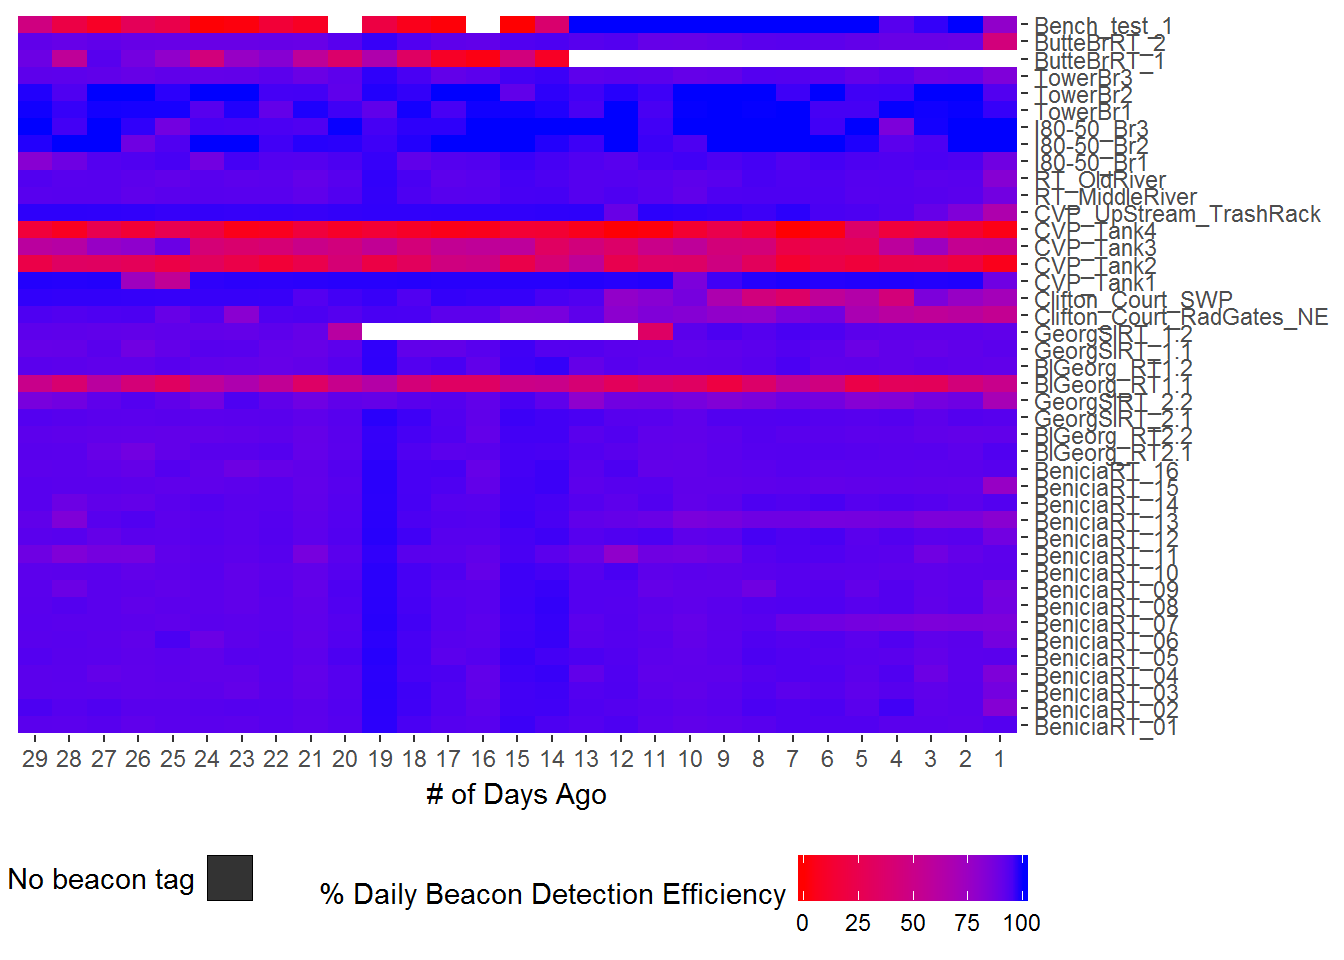 Bench_test_1
ButteBrRT_2
ButteBrRT_1
TowerBr3
TowerBr2
TowerBr1
I80-50_Br3
I80-50_Br2
I80-50_Br1
RT_OldRiver
RT_MiddleRiver
CVP_UpStream_TrashRack
CVP_Tank4
CVP_Tank3
CVP_Tank2
CVP_Tank1
Clifton_Court_SWP
Clifton_Court_RadGates_NE
GeorgSlRT_1.2
GeorgSlRT_1.1
BlGeorg_RT1.2
BlGeorg_RT1.1
GeorgSlRT_2.2
GeorgSlRT_2.1
BlGeorg_RT2.2
BlGeorg_RT2.1
BeniciaRT_16
BeniciaRT_15
BeniciaRT_14
BeniciaRT_13
BeniciaRT_12
BeniciaRT_11
BeniciaRT_10
BeniciaRT_09
BeniciaRT_08
BeniciaRT_07
BeniciaRT_06
BeniciaRT_05
BeniciaRT_04
BeniciaRT_03
BeniciaRT_02
BeniciaRT_01
29 28 27 26 25 24 23 22 21 20 19 18 17 16 15 14 13 12 11 10 9 8 7 6 5 4 3 2 1
# of Days Ago
No beacon tag
% Daily Beacon Detection Efficiency
0 25 50 75 100